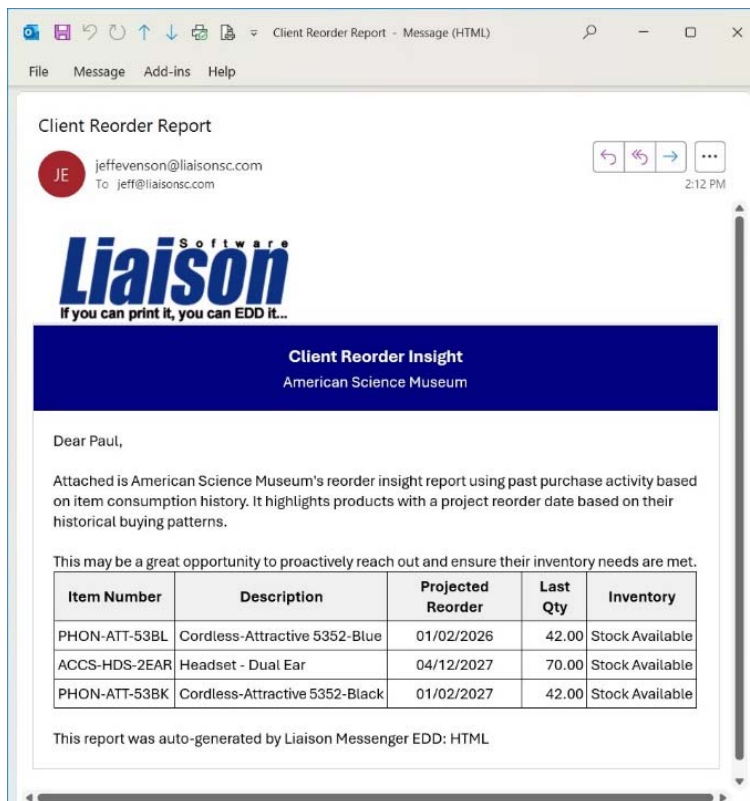 Client Reorder Report - Message (HTML)
File Message Add-ins Help
Client Reorder Report
JE
jeffevenson@liaisonsc.com
To jeff@liaisonsc.com
2:12 PM
Software
Liaison
If you can print it, you can EDD it...
Client Reorder Insight
American Science Museum
Dear Paul,
Attached is American Science Museum's reorder insight report using past purchase activity based
on item consumption history. It highlights products with a project reorder date based on their
historical buying patterns.
This may be a great opportunity to proactively reach out and ensure their inventory needs are met.
Item Number Description Projected Reorder Last Qty Inventory
PHON-ATT-53BL Cordless-Attractive 5352-Blue 01/02/2026 42.00 Stock Available
ACCS-HDS-2EAR Headset - Dual Ear 04/12/2027 70.00 Stock Available
PHON-ATT-53BK Cordless-Attractive 5352-Black 01/02/2027 42.00 Stock Available
This report was auto-generated by Liaison Messenger EDD: HTML